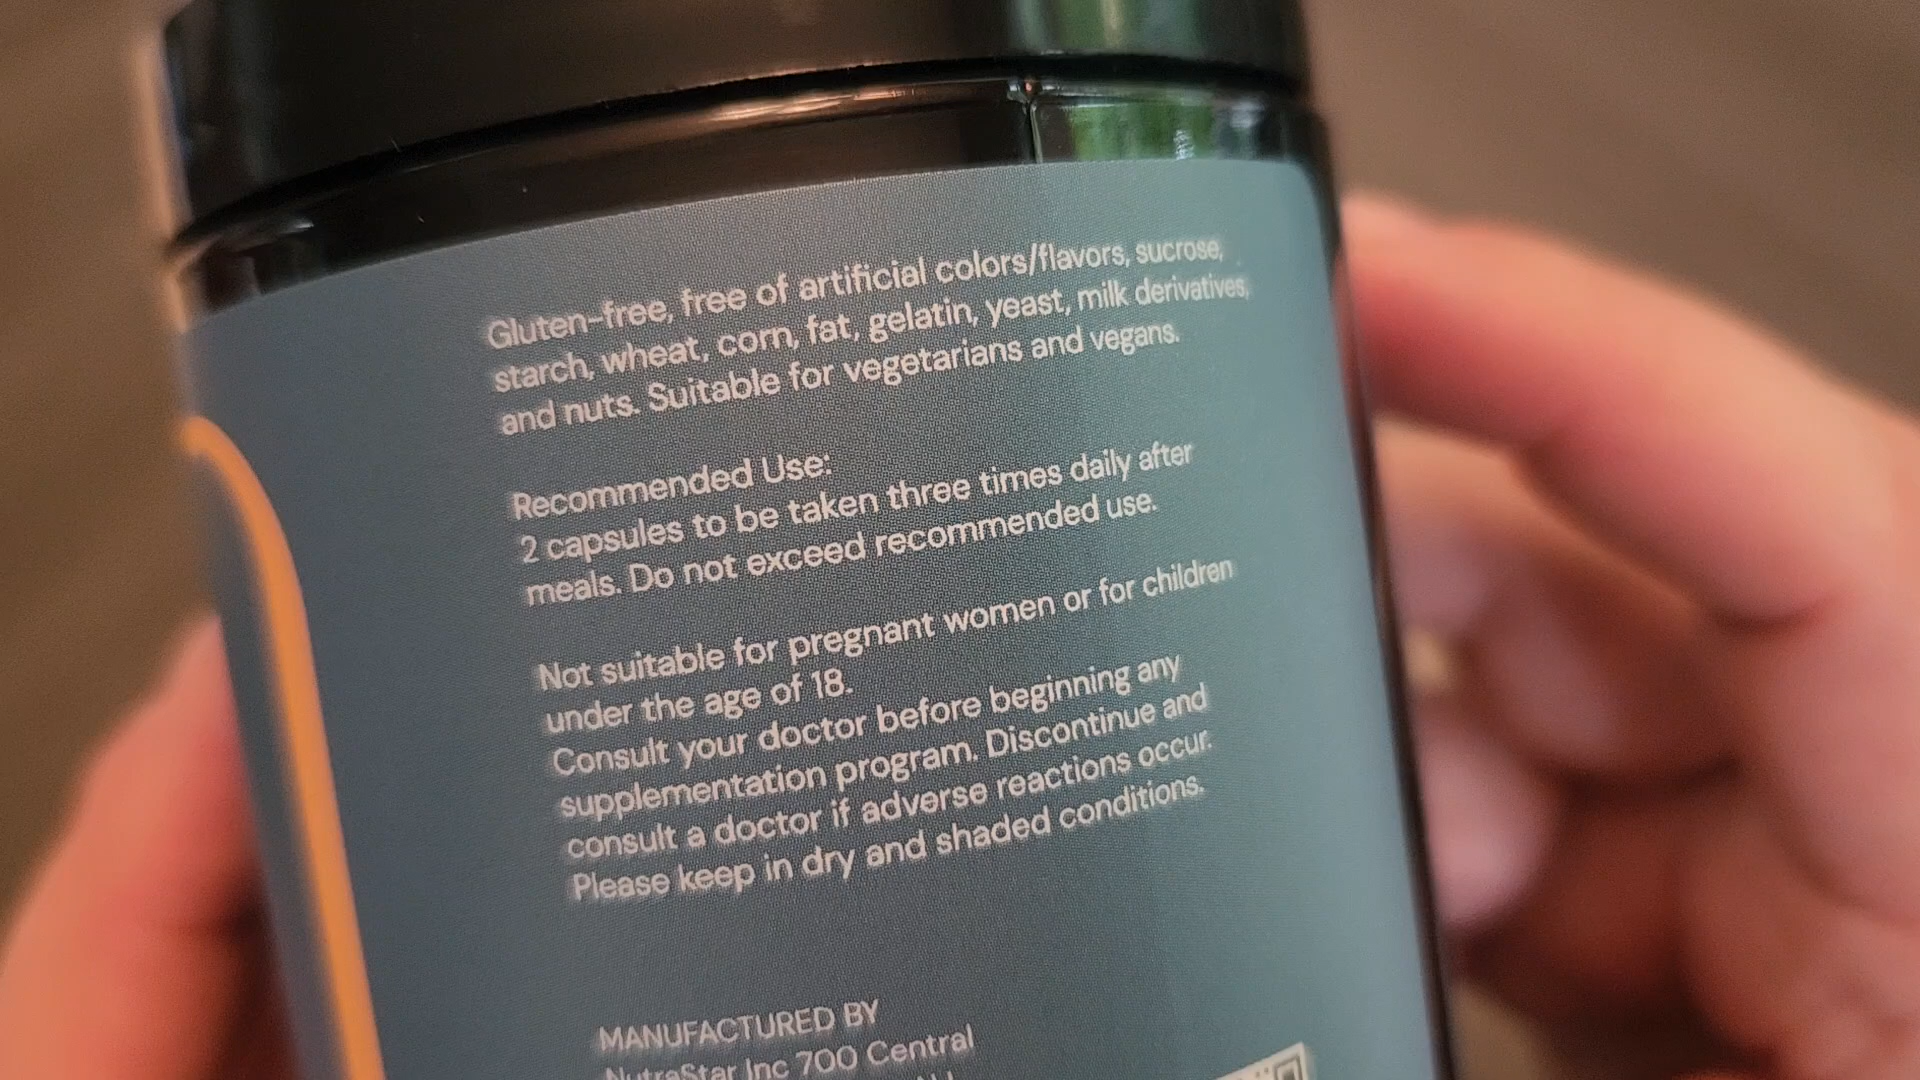 Gluten-free, free of artificial colors/flavors, sucrose,
starch, wheat, corn, fat, gelatin, yeast, milk derivatives,
and nuts. Suitable for vegetarians and vegans.
Recommended Use:
2 capsules to be taken three times daily after
meals. Do not exceed recommended use.
Not suitable for pregnant women or for children
under the age of 18.
Consult your doctor before beginning any
supplementation program. Discontinue and
consult a doctor if adverse reactions occur.
Please keep in dry and shaded conditions.
MANUFACTURED BY
NutraStar Inc 700 Central